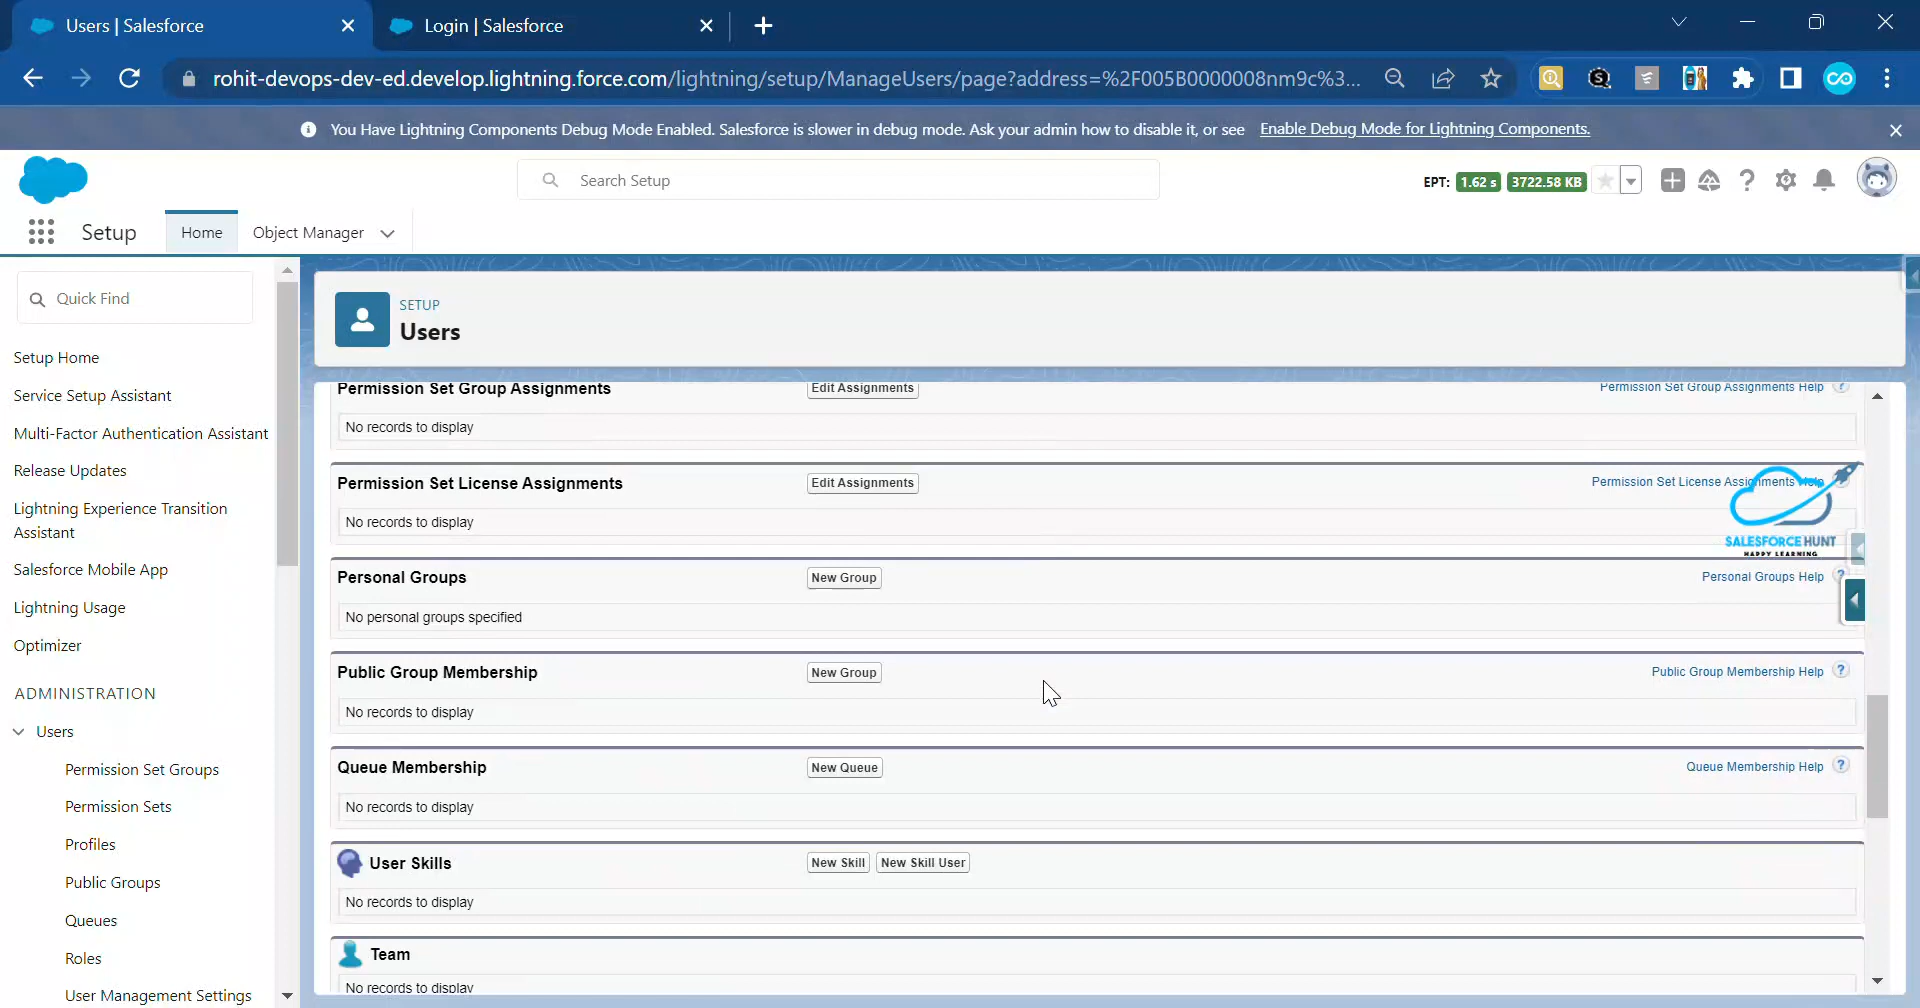 Users | Salesforce
Login | Salesforce
rohit-devops-dev-ed.develop.lightning.force.com/lightning/setup/ManageUsers/page?address=%2F005B0000008nm9c%3...
You Have Lightning Components Debug Mode Enabled. Salesforce is slower in debug mode. Ask your admin how to disable it, or see Enable Debug Mode for Lightning Components.
Search Setup
EPT: 1.62 s 3722.58 KB
Setup
Home
Object Manager
Quick Find
Setup Home
Service Setup Assistant
Multi-Factor Authentication Assistant
Release Updates
Lightning Experience Transition
Assistant
Salesforce Mobile App
Lightning Usage
Optimizer
ADMINISTRATION
Users
Permission Set Groups
Permission Sets
Profiles
Public Groups
Queues
Roles
User Management Settings
SETUP
Users
Permission Set Group Assignments
Edit Assignments
Permission Set Group Assignments Help ?
No records to display
Permission Set License Assignments
Edit Assignments
Permission Set License Assignments Help
No records to display
SALESFORCE HUNT
HAPPY LEARNING
Personal Groups
New Group
Personal Groups Help ?
No personal groups specified
Public Group Membership
New Group
Public Group Membership Help ?
No records to display
Queue Membership
New Queue
Queue Membership Help ?
No records to display
User Skills
New Skill
New Skill User
No records to display
Team
No records to display